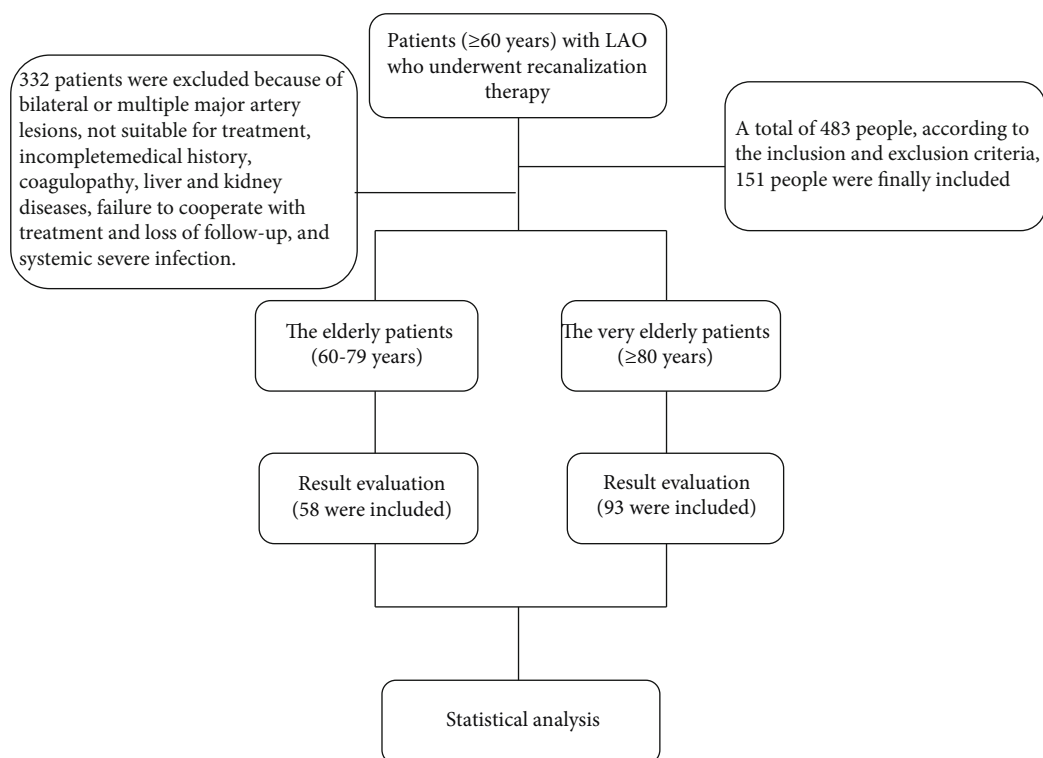 Patients (≥60 years) with LAO
who underwent recanalization
therapy
332 patients were excluded because of
bilateral or multiple major artery
lesions, not suitable for treatment,
incompletemedical history,
coagulopathy, liver and kidney
diseases, failure to cooperate with
treatment and loss of follow-up, and
systemic severe infection.
A total of 483 people, according to
the inclusion and exclusion criteria,
151 people were finally included
The elderly patients
(60-79 years)
The very elderly patients
(≥80 years)
Result evaluation
(58 were included)
Result evaluation
(93 were included)
Statistical analysis